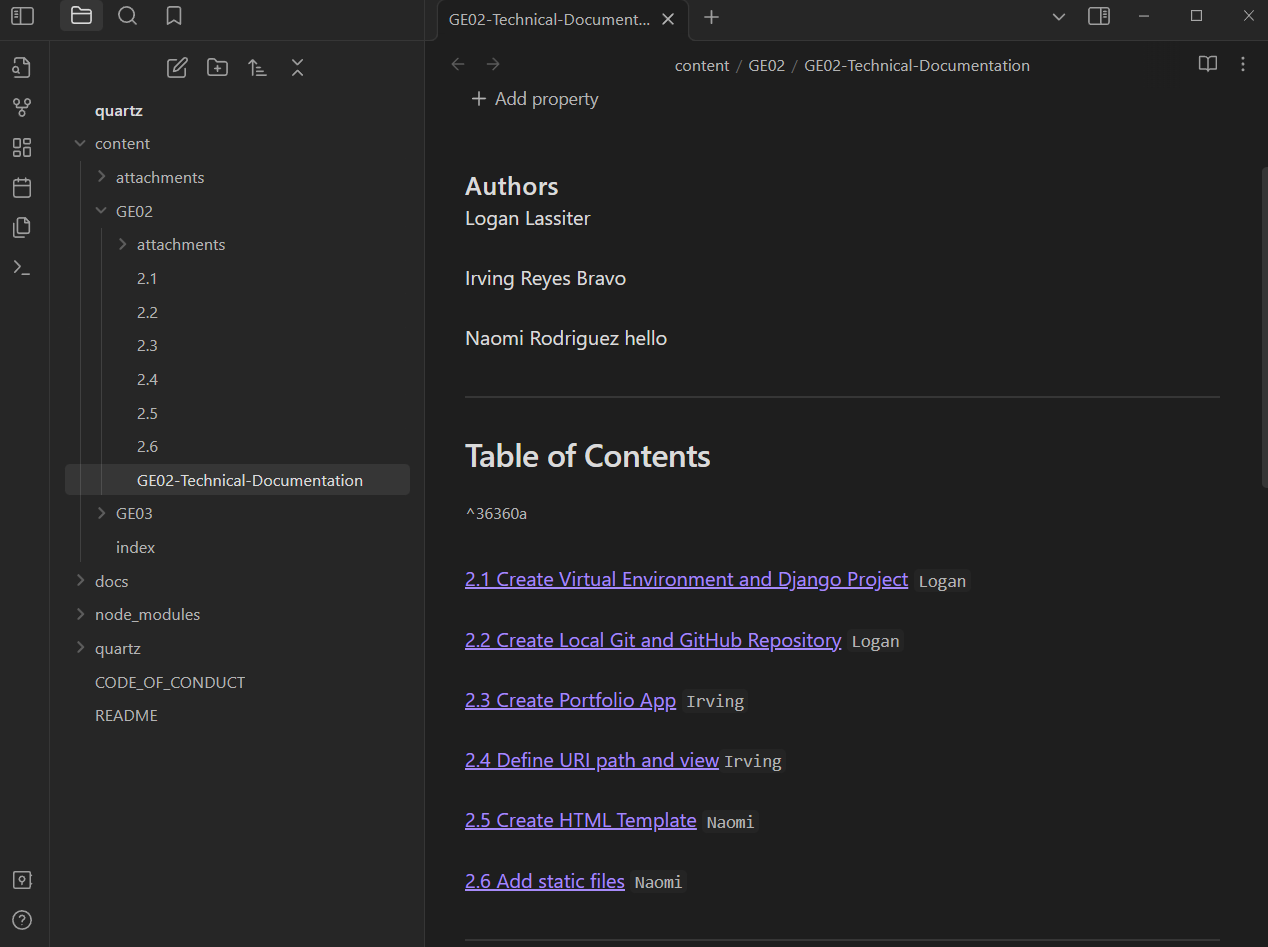 GE02-Technical-Document...
quartz
content
attachments
GE02
attachments
2.1
2.2
2.3
2.4
2.5
2.6
GE02-Technical-Documentation
GE03
index
docs
node_modules
quartz
CODE_OF_CONDUCT
README
content / GE02 / GE02-Technical-Documentation
Add property
Authors
Logan Lassiter
Irving Reyes Bravo
Naomi Rodriguez hello
Table of Contents
^36360a
2.1 Create Virtual Environment and Django Project Logan
2.2 Create Local Git and GitHub Repository Logan
2.3 Create Portfolio App Irving
2.4 Define URI path and view Irving
2.5 Create HTML Template Naomi
2.6 Add static files Naomi